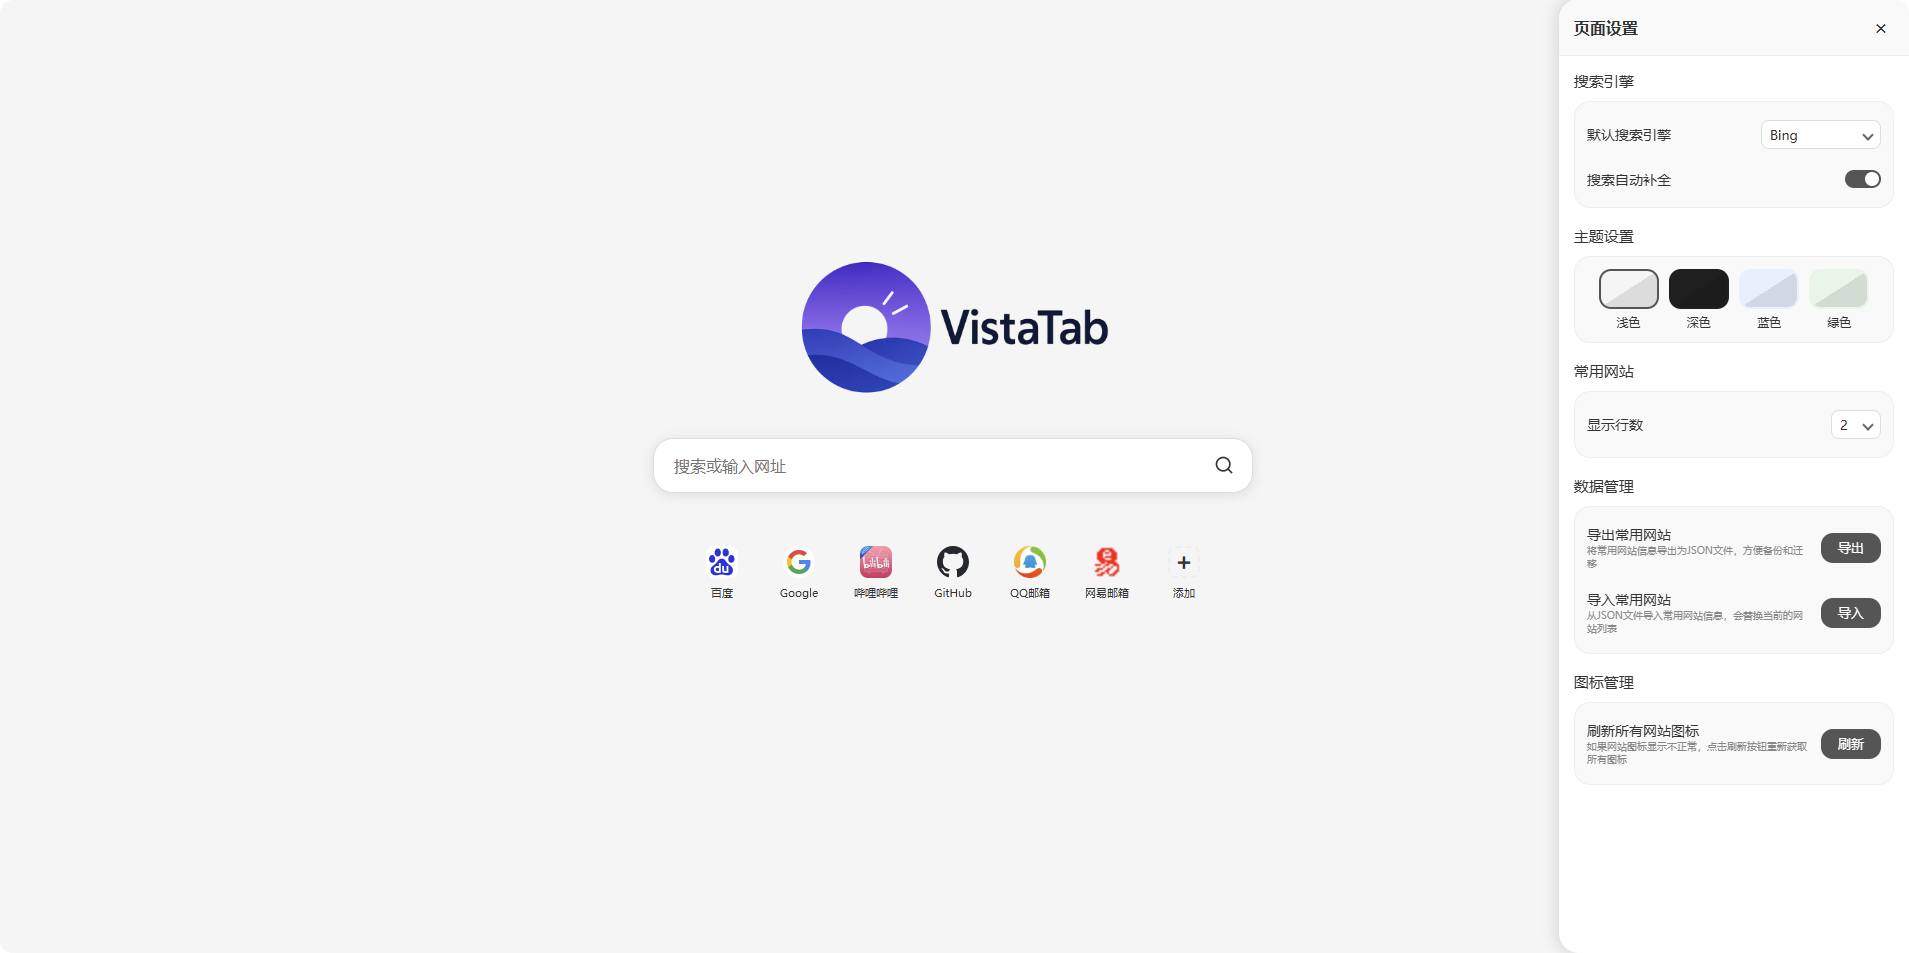 VistaTab
搜索或输入网址
du
百度
Google
bilibili
哔哩哔哩
GitHub
QQ邮箱
易
网易邮箱
添加
页面设置
搜索引擎
默认搜索引擎
Bing
搜索自动补全
主题设置
浅色
深色
蓝色
绿色
常用网站
显示行数
2
数据管理
导出常用网站
将常用网站信息导出为JSON文件，方便备份和迁
移
导出
导入常用网站
从JSON文件导入常用网站信息，会替换当前的网
站列表
导入
图标管理
刷新所有网站图标
如果网站图标显示不正常，点击刷新按钮重新获取
所有图标
刷新